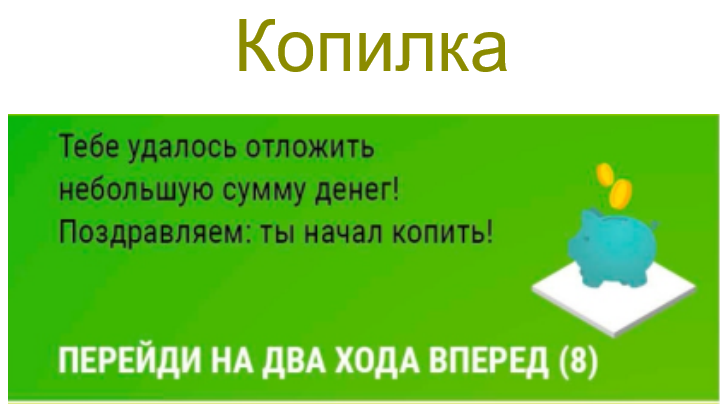 Копилка
Тебе удалось отложить
небольшую сумму денег!
Поздравляем: ты начал копить!
ПЕРЕЙДИ НА ДВА ХОДА ВПЕРЕД (8)